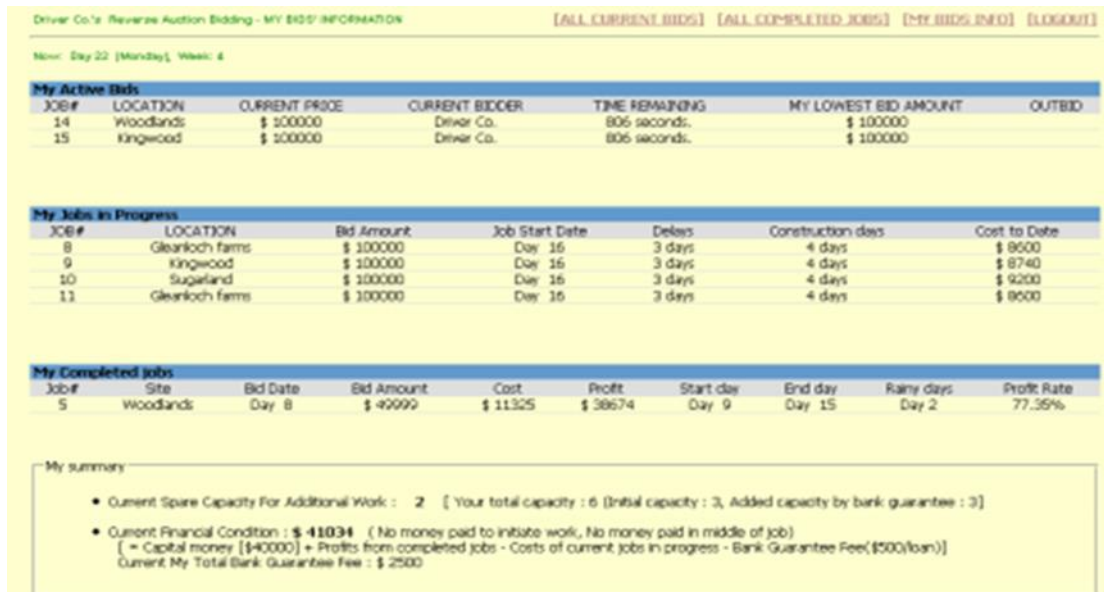 Driver Co.'s Reverse Auction Bidding - MY BIDS' INFORMATION [ALL CURRENT BIDS] [ALL COMPLETED JOBS] [MY BIDS INFO] [LOGOUT]
Now: Day 22 [Monday], Week: 4
My Active Bids
JOB# LOCATION CURRENT PRICE CURRENT BIDDER TIME REMAINING MY LOWEST BID AMOUNT OUTBID
14 Woodlands $ 100000 Driver Co. 806 seconds. $ 100000
15 Kingwood $ 100000 Driver Co. 806 seconds. $ 100000
My Jobs in Progress
JOB# LOCATION Bid Amount Job Start Date Delays Construction days Cost to Date
8 Gleanloch farms $ 100000 Day 16 3 days 4 days $ 8600
9 Kingwood $ 100000 Day 16 3 days 4 days $ 8740
10 Sugarland $ 100000 Day 16 3 days 4 days $ 9200
11 Gleanloch farms $ 100000 Day 16 3 days 4 days $ 8600
My Completed jobs
Job# Site Bid Date Bid Amount Cost Profit Start day End day Rainy days Profit Rate
5 Woodlands Day 8 $ 49999 $ 11325 $ 38674 Day 9 Day 15 Day 2 77.35%
My summary
• Current Spare Capacity For Additional Work : 2 [ Your total capacity : 6 (Initial capacity : 3, Added capacity by bank guarantee : 3]
• Current Financial Condition : $ 41034 ( No money paid to initiate work, No money paid in middle of job)
[ = Capital money [$40000] + Profits from completed jobs - Costs of current jobs in progress - Bank Guarantee Fee($500/loan)]
Current My Total Bank Guarantee Fee : $ 2500